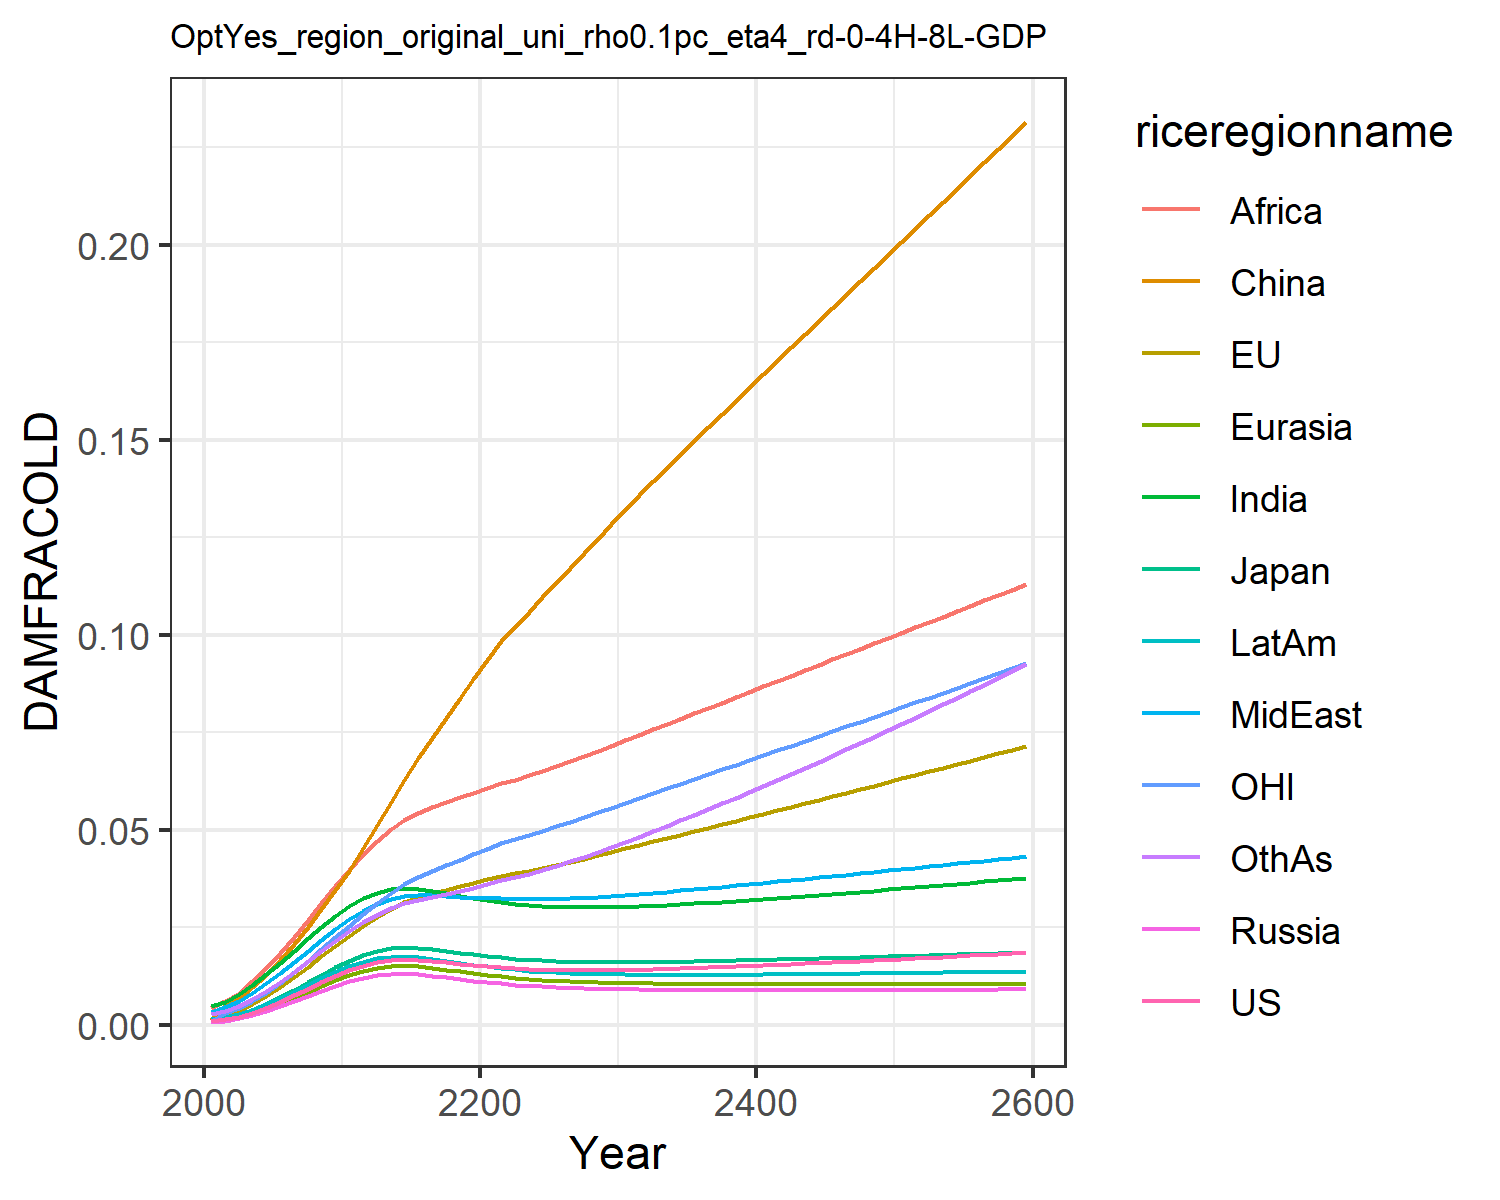 OptYes_region_original_uni_rho0.1pc_eta4_rd-0-4H-8L-GDP
DAMFRACOLD
0.20
0.15
0.10
0.05
0.00
2000
2200
2400
2600
Year
riceregionname
Africa
China
EU
Eurasia
India
Japan
LatAm
MidEast
OHI
OthAs
Russia
US